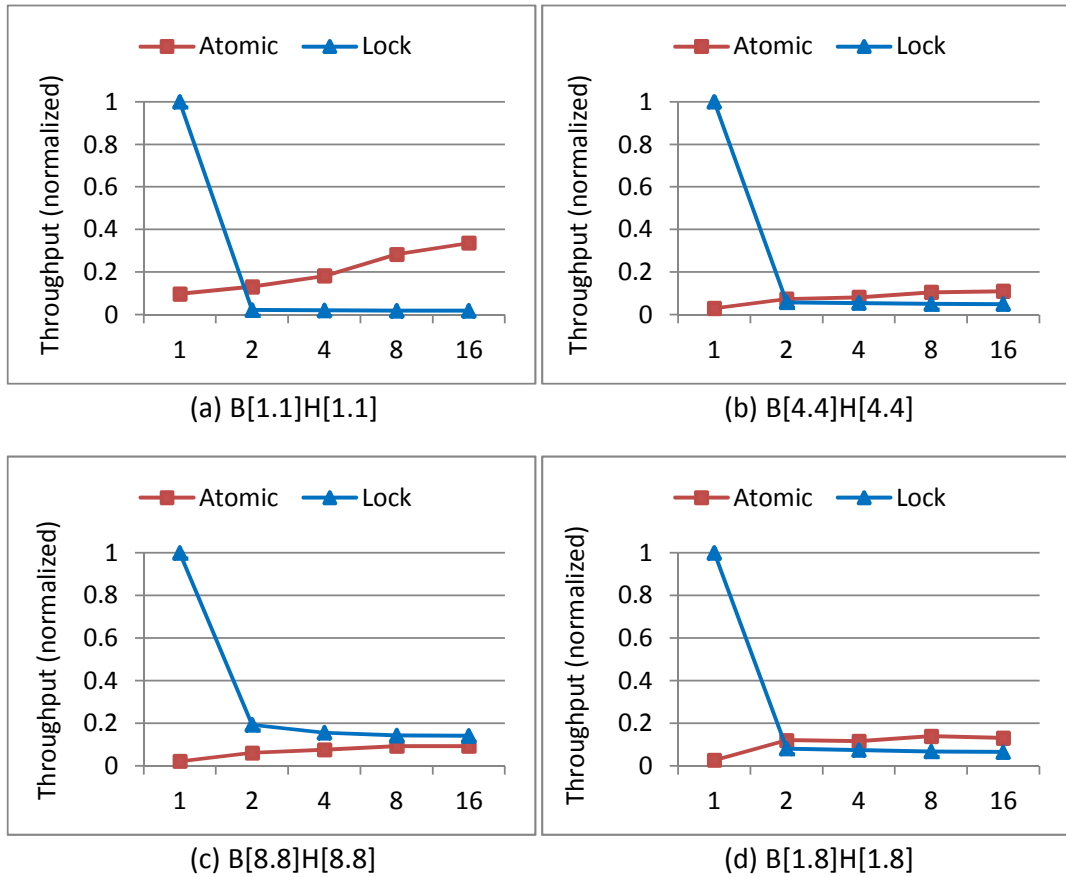 Atomic Lock
Throughput (normalized)
1
0.8
0.6
0.4
0.2
0
1 2 4 8 16
(a) B[1.1]H[1.1]
Atomic Lock
Throughput (normalized)
1
0.8
0.6
0.4
0.2
0
1 2 4 8 16
(b) B[4.4]H[4.4]
Atomic Lock
Throughput (normalized)
1
0.8
0.6
0.4
0.2
0
1 2 4 8 16
(c) B[8.8]H[8.8]
Atomic Lock
Throughput (normalized)
1
0.8
0.6
0.4
0.2
0
1 2 4 8 16
(d) B[1.8]H[1.8]